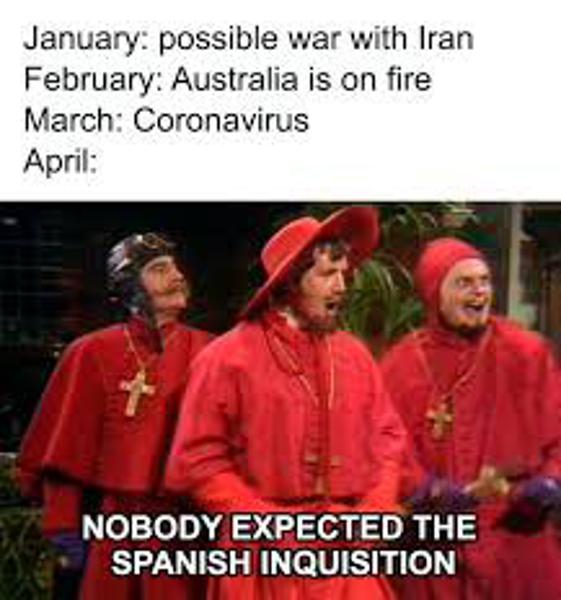 January: possible war with Iran
February: Australia is on fire
March: Coronavirus
April:
NOBODY EXPECTED THE
SPANISH INQUISITION